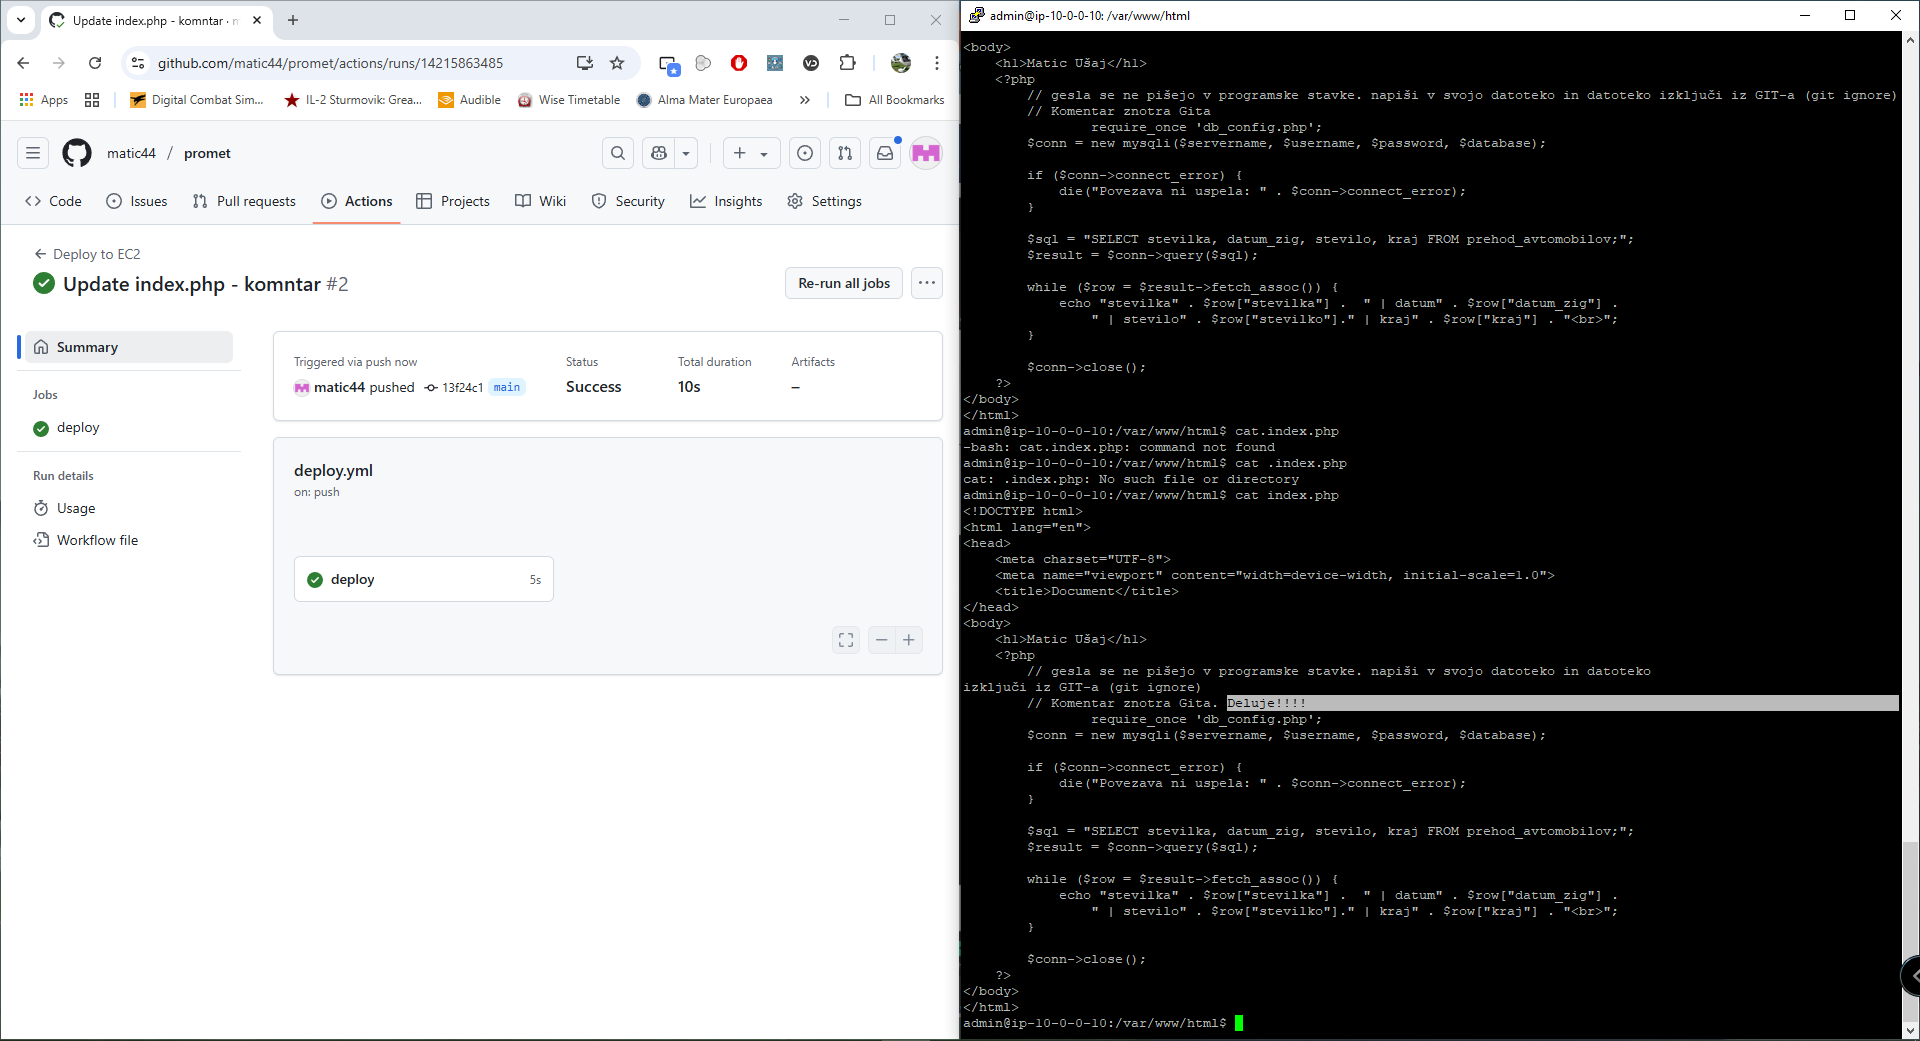 Update index.php - komntar ·
github.com/matic44/promet/actions/runs/14215863485
Apps
Digital Combat Sim...
IL-2 Sturmovik: Grea...
Audible
Wise Timetable
Alma Mater Europaea
»
All Bookmarks
matic44 / promet
Code
Issues
Pull requests
Actions
Projects
Wiki
Security
Insights
Settings
Deploy to EC2
Update index.php - komntar #2
Re-run all jobs
Summary
Jobs
deploy
Run details
Usage
Workflow file
Triggered via push now
matic44 pushed 13f24c1 main
Status
Success
Total duration
10s
Artifacts
–
deploy.yml
on: push
deploy 5s
admin@ip-10-0-0-10: /var/www/html
<body>
    <h1>Matic Ušaj</h1>
    <?php
        // gesla se ne pišejo v programske stavke. napiši v svojo datoteko in datoteko izključi iz GIT-a (git ignore)
        // Komentar znotra Gita
                require_once 'db_config.php';
        $conn = new mysqli($servername, $username, $password, $database);
        if ($conn->connect_error) {
            die("Povezava ni uspela: " . $conn->connect_error);
        }
        $sql = "SELECT stevilka, datum_zig, stevilo, kraj FROM prehod_avtomobilov;";
        $result = $conn->query($sql);
        while ($row = $result->fetch_assoc()) {
            echo "stevilka" . $row["stevilka"] .  " | datum" . $row["datum_zig"] .
                " | stevilo" . $row["stevilko"]." | kraj" . $row["kraj"] . "<br>";
        }
        $conn->close();
    ?>
</body>
</html>
admin@ip-10-0-0-10:/var/www/html$ cat.index.php
-bash: cat.index.php: command not found
admin@ip-10-0-0-10:/var/www/html$ cat .index.php
cat: .index.php: No such file or directory
admin@ip-10-0-0-10:/var/www/html$ cat index.php
<!DOCTYPE html>
<html lang="en">
<head>
    <meta charset="UTF-8">
    <meta name="viewport" content="width=device-width, initial-scale=1.0">
    <title>Document</title>
</head>
<body>
    <h1>Matic Ušaj</h1>
    <?php
        // gesla se ne pišejo v programske stavke. napiši v svojo datoteko in datoteko
izključi iz GIT-a (git ignore)
        // Komentar znotra Gita. Deluje!!!!
                require_once 'db_config.php';
        $conn = new mysqli($servername, $username, $password, $database);
        if ($conn->connect_error) {
            die("Povezava ni uspela: " . $conn->connect_error);
        }
        $sql = "SELECT stevilka, datum_zig, stevilo, kraj FROM prehod_avtomobilov;";
        $result = $conn->query($sql);
        while ($row = $result->fetch_assoc()) {
            echo "stevilka" . $row["stevilka"] .  " | datum" . $row["datum_zig"] .
                " | stevilo" . $row["stevilko"]." | kraj" . $row["kraj"] . "<br>";
        }
        $conn->close();
    ?>
</body>
</html>
admin@ip-10-0-0-10:/var/www/html$